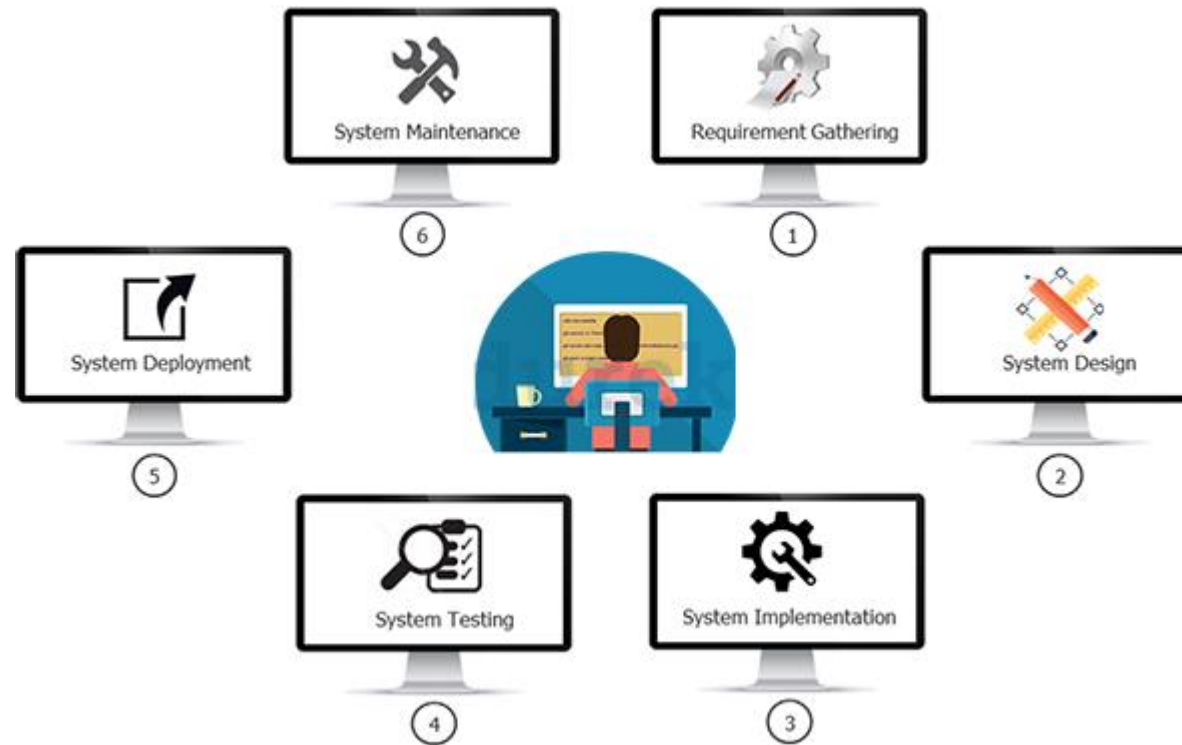 System Maintenance
Requirement Gathering
6
1
System Deployment
System Design
5
2
System Testing
System Implementation
4
3